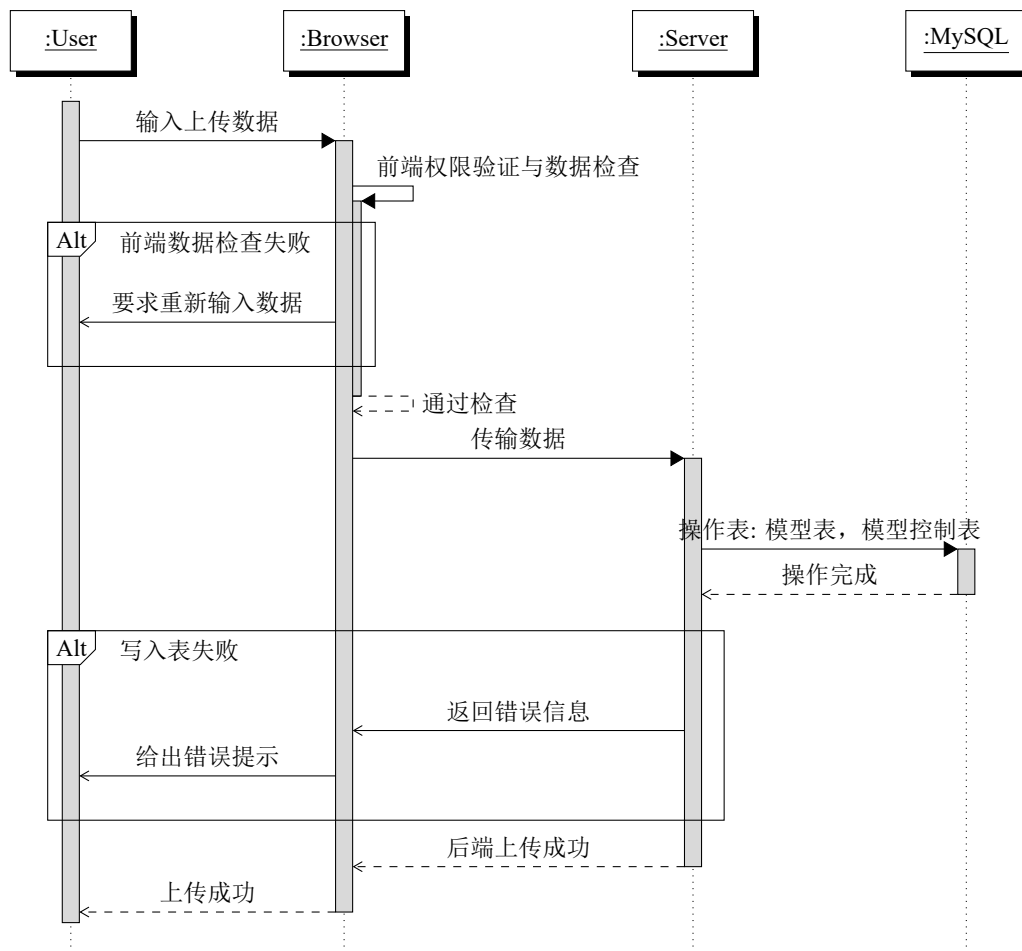 :User
:Browser
:Server
:MySQL
输入上传数据
前端权限验证与数据检查
Alt
前端数据检查失败
要求重新输入数据
通过检查
传输数据
操作表: 模型表，模型控制表
操作完成
Alt
写入表失败
返回错误信息
给出错误提示
后端上传成功
上传成功